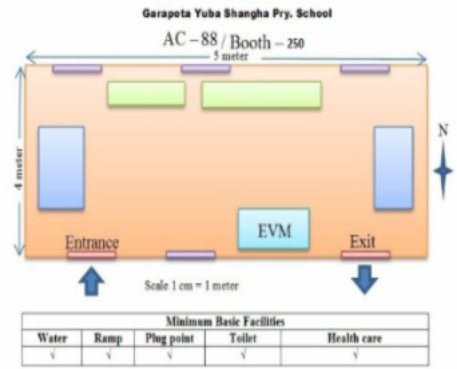 Garapota Yuba Shangha Pry. School
AC – 88 / Booth – 250
5 meter
4 meter
N
EVM
Entrance
Exit
Scale 1 cm = 1 meter
Minimum Basic Facilities
Water Ramp Plug point Toilet Health care
√ √ √ √ √